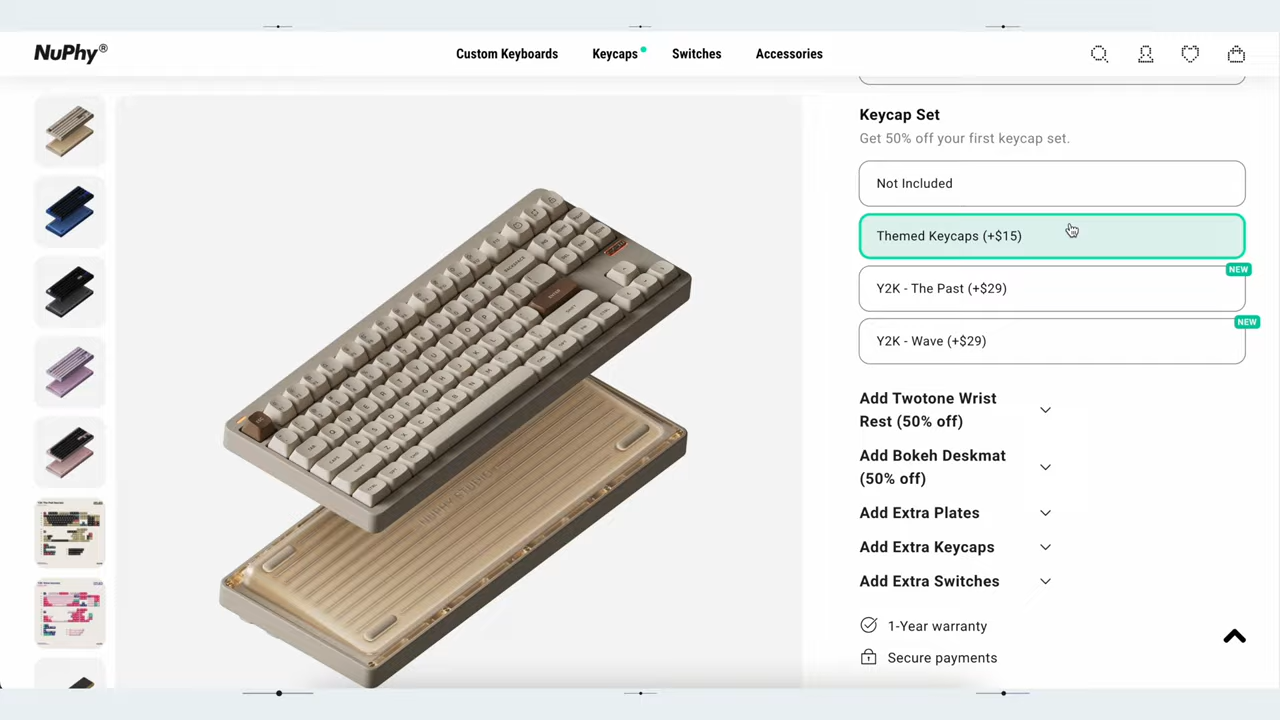 NuPhy®
Custom Keyboards
Keycaps
Switches
Accessories
Keycap Set
Get 50% off your first keycap set.
Not Included
Themed Keycaps (+$15)
NEW
Y2K - The Past (+$29)
NEW
Y2K - Wave (+$29)
Add Twotone Wrist
Rest (50% off)
Add Bokeh Deskmat
(50% off)
Add Extra Plates
Add Extra Keycaps
Add Extra Switches
1-Year warranty
Secure payments